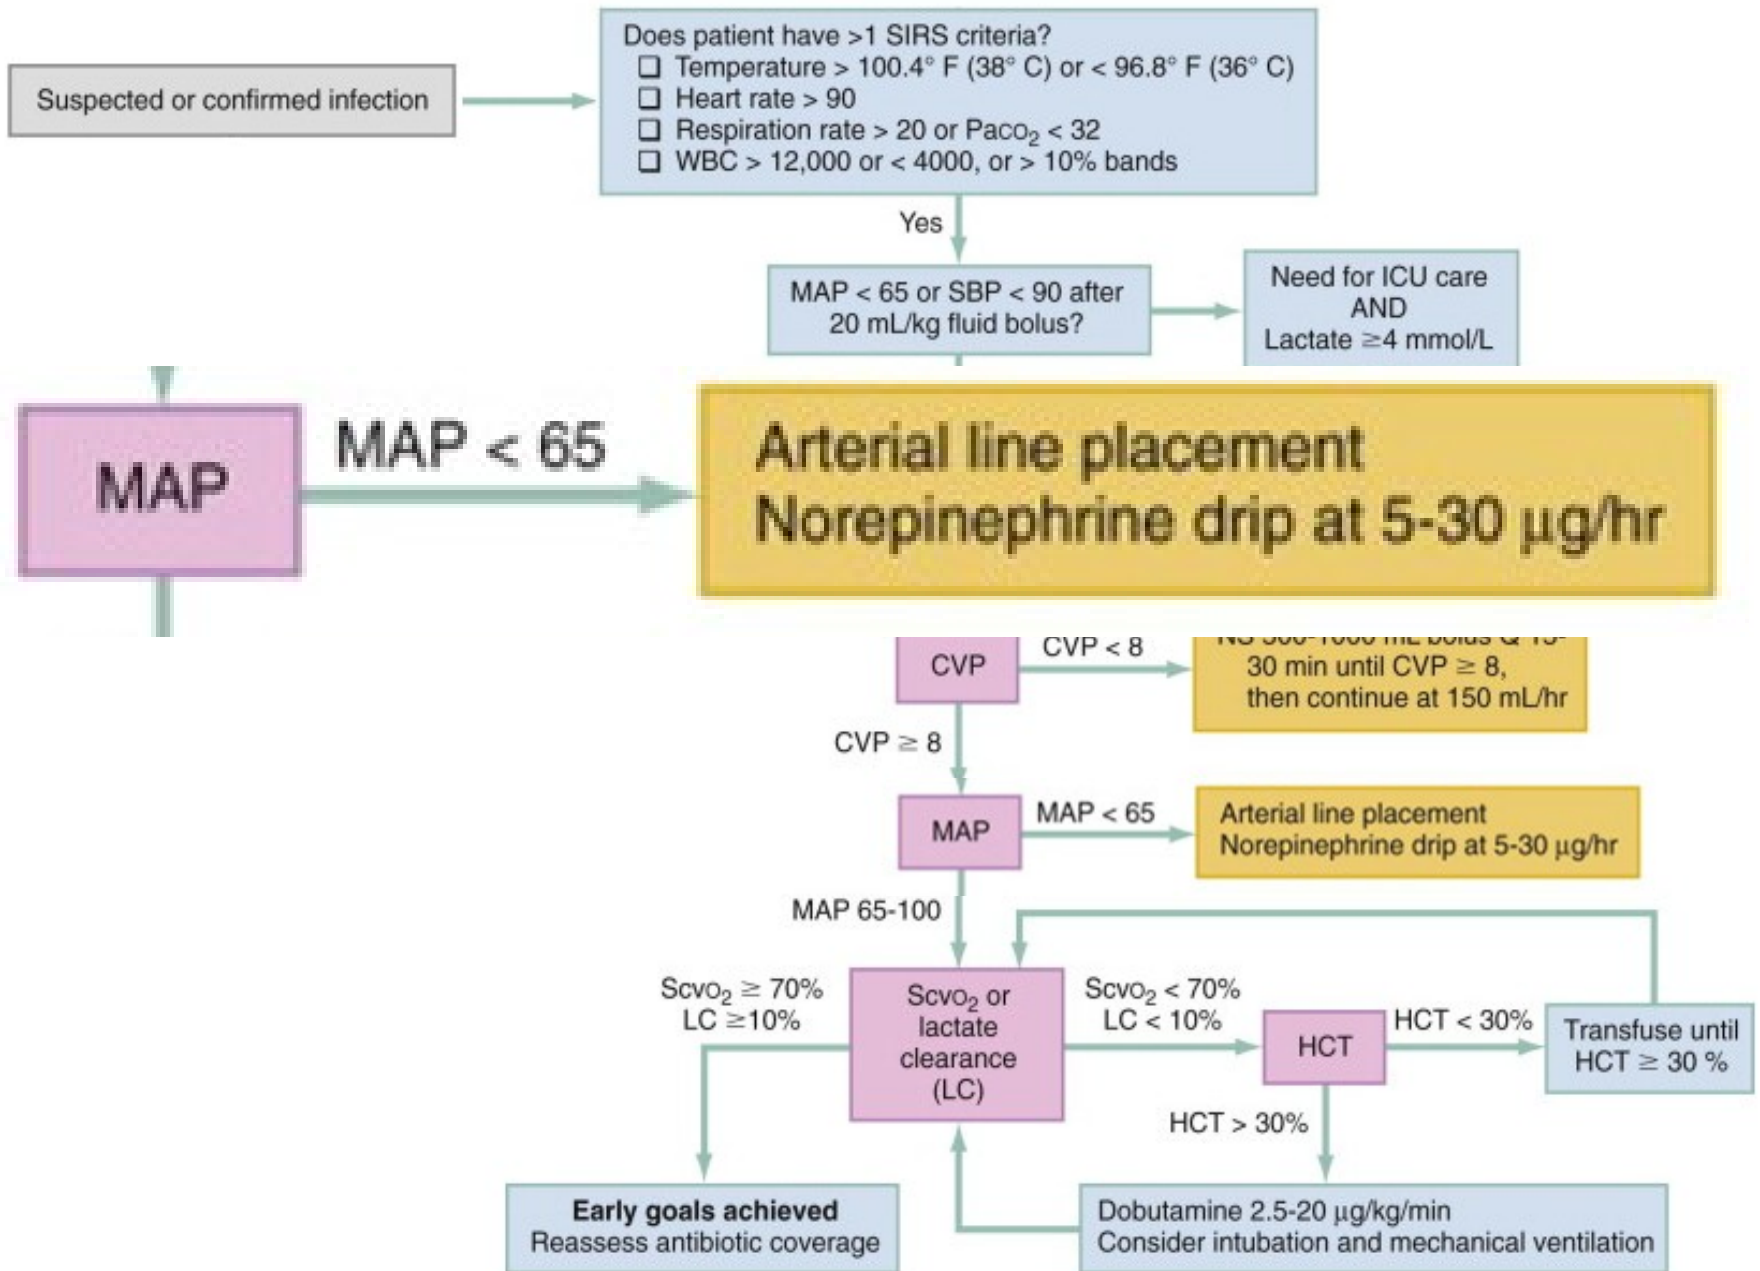 Suspected or confirmed infection
Does patient have >1 SIRS criteria?
❑ Temperature > 100.4° F (38° C) or < 96.8° F (36° C)
❑ Heart rate > 90
❑ Respiration rate > 20 or PaCO₂ < 32
❑ WBC > 12,000 or < 4000, or > 10% bands
Yes
MAP < 65 or SBP < 90 after
20 mL/kg fluid bolus?
Need for ICU care
AND
Lactate ≥4 mmol/L
MAP
MAP < 65
Arterial line placement
Norepinephrine drip at 5-30 μg/hr
CVP
CVP < 8
30 min until CVP ≥ 8,
then continue at 150 mL/hr
CVP ≥ 8
MAP
MAP < 65
Arterial line placement
Norepinephrine drip at 5-30 μg/hr
MAP 65-100
ScvO₂ ≥ 70%
LC ≥10%
ScvO₂ or
lactate
clearance
(LC)
ScvO₂ < 70%
LC < 10%
HCT
HCT < 30%
Transfuse until
HCT ≥ 30 %
HCT > 30%
Early goals achieved
Reassess antibiotic coverage
Dobutamine 2.5-20 μg/kg/min
Consider intubation and mechanical ventilation